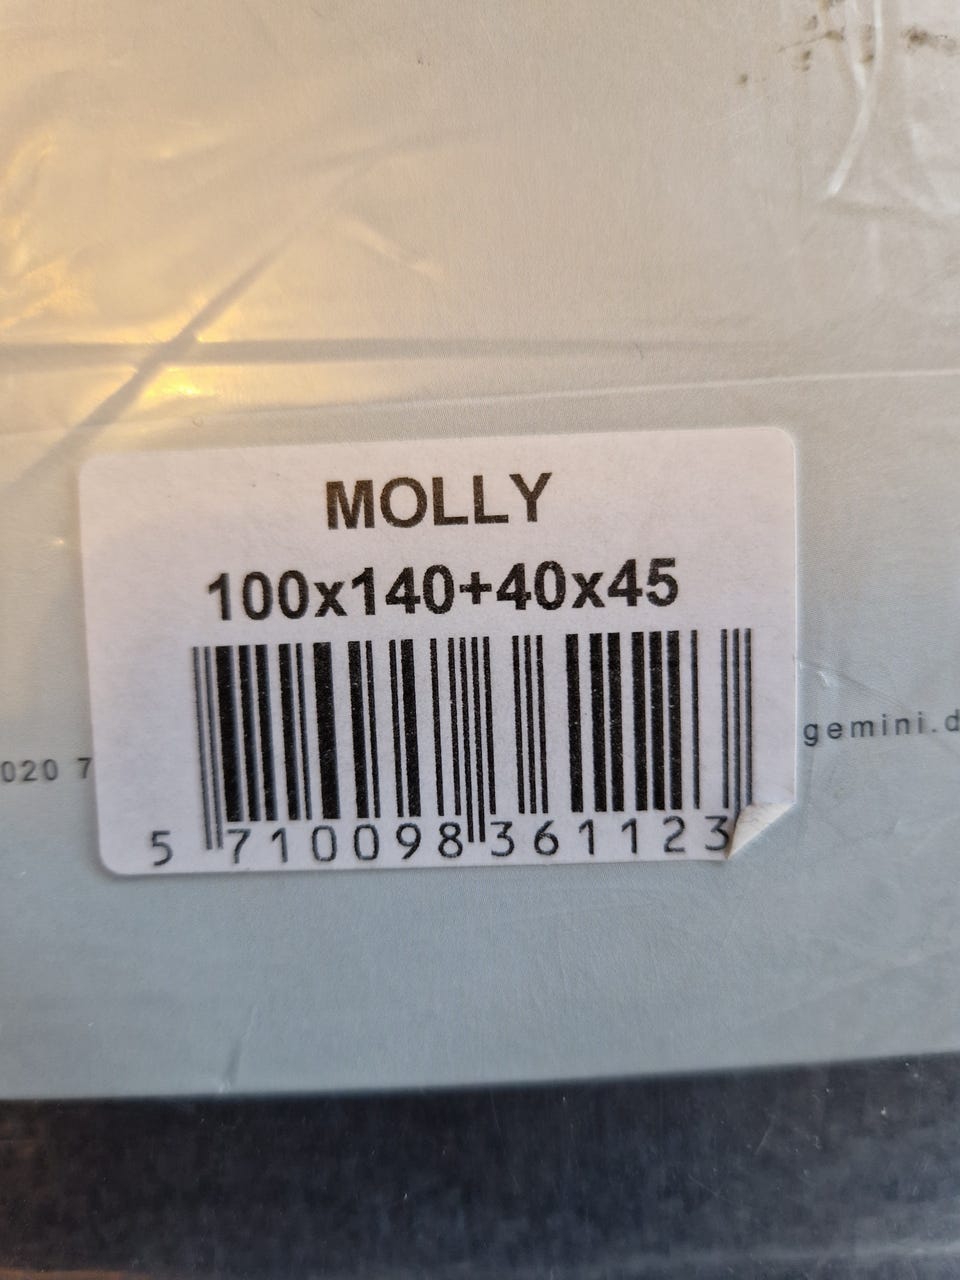 MOLLY
100x140+40x45
020 7
gemini.d
5 710098 361123